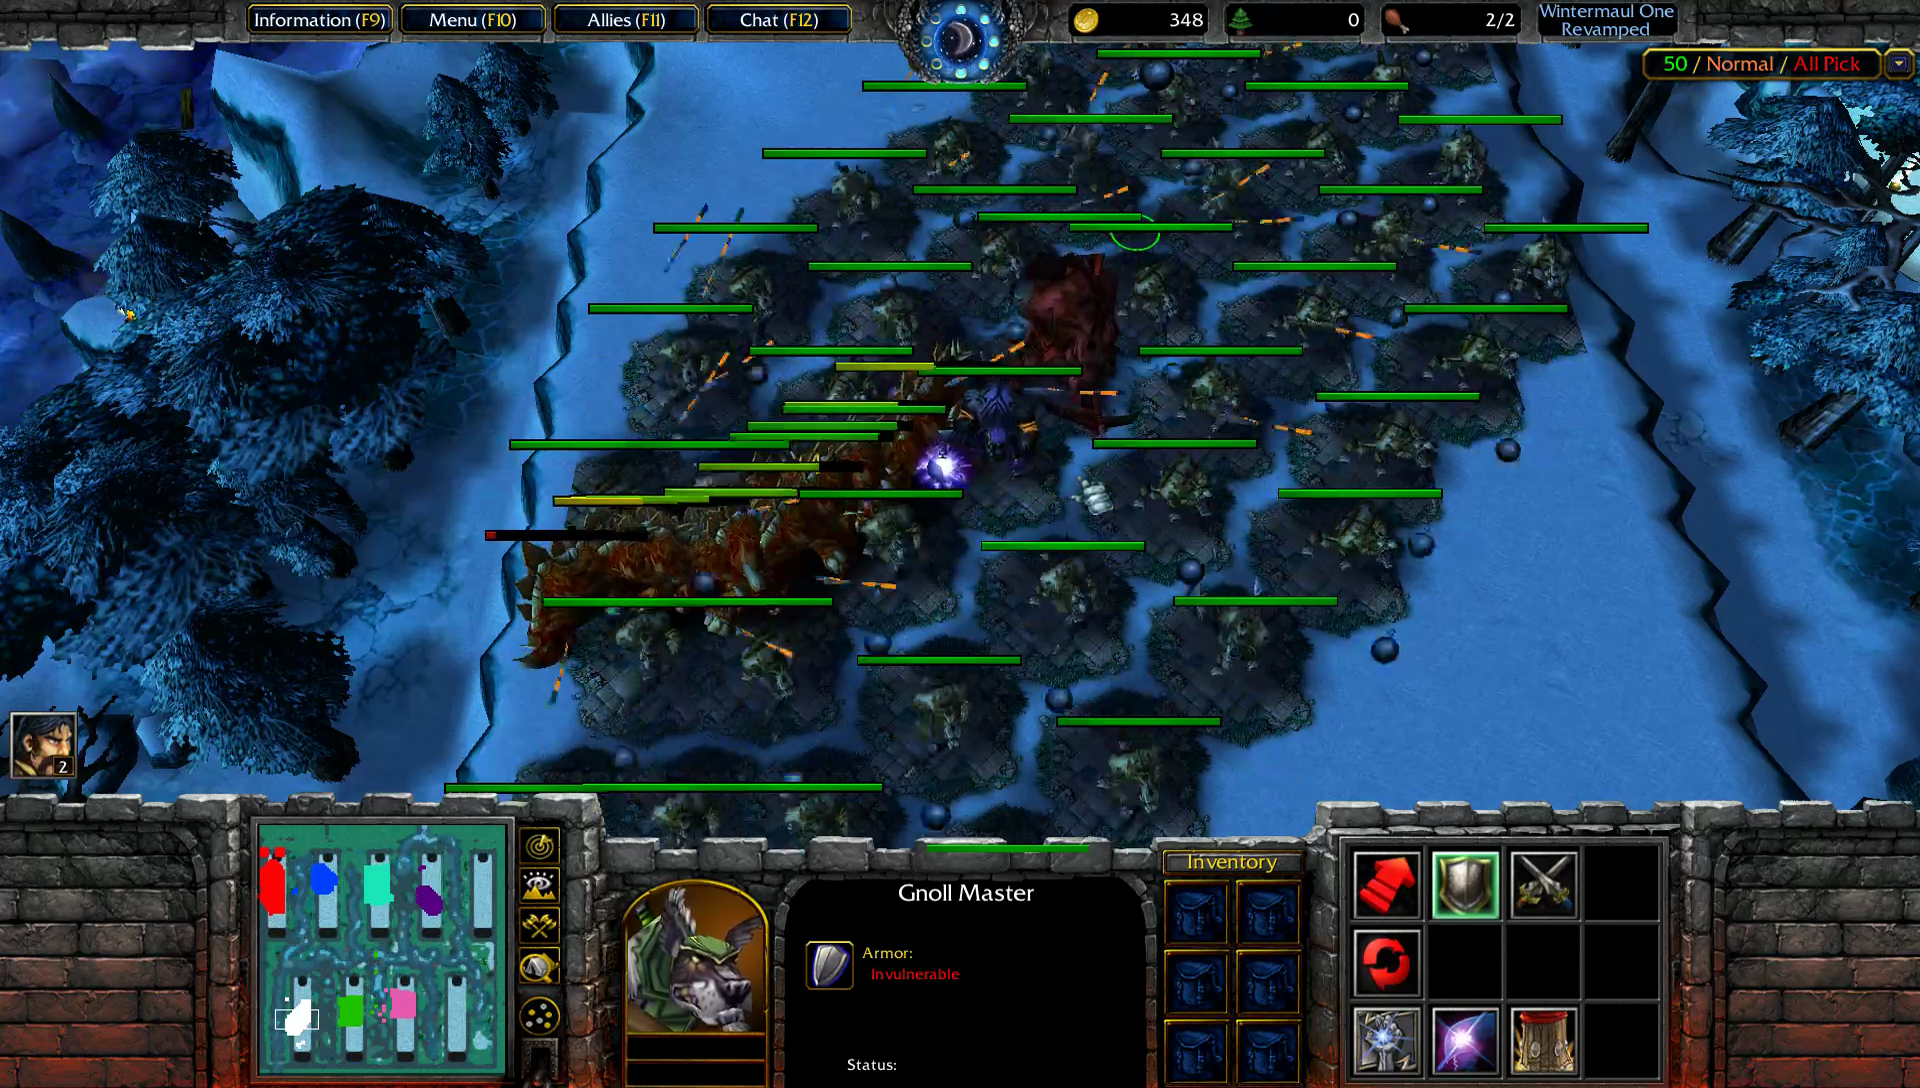 Information (F9)
Menu (F10)
Allies (F11)
Chat (F12)
348
0
2/2
Wintermaul One
Revamped
50 / Normal / All Pick
2
Gnoll Master
Armor:
Invulnerable
Status:
Inventory